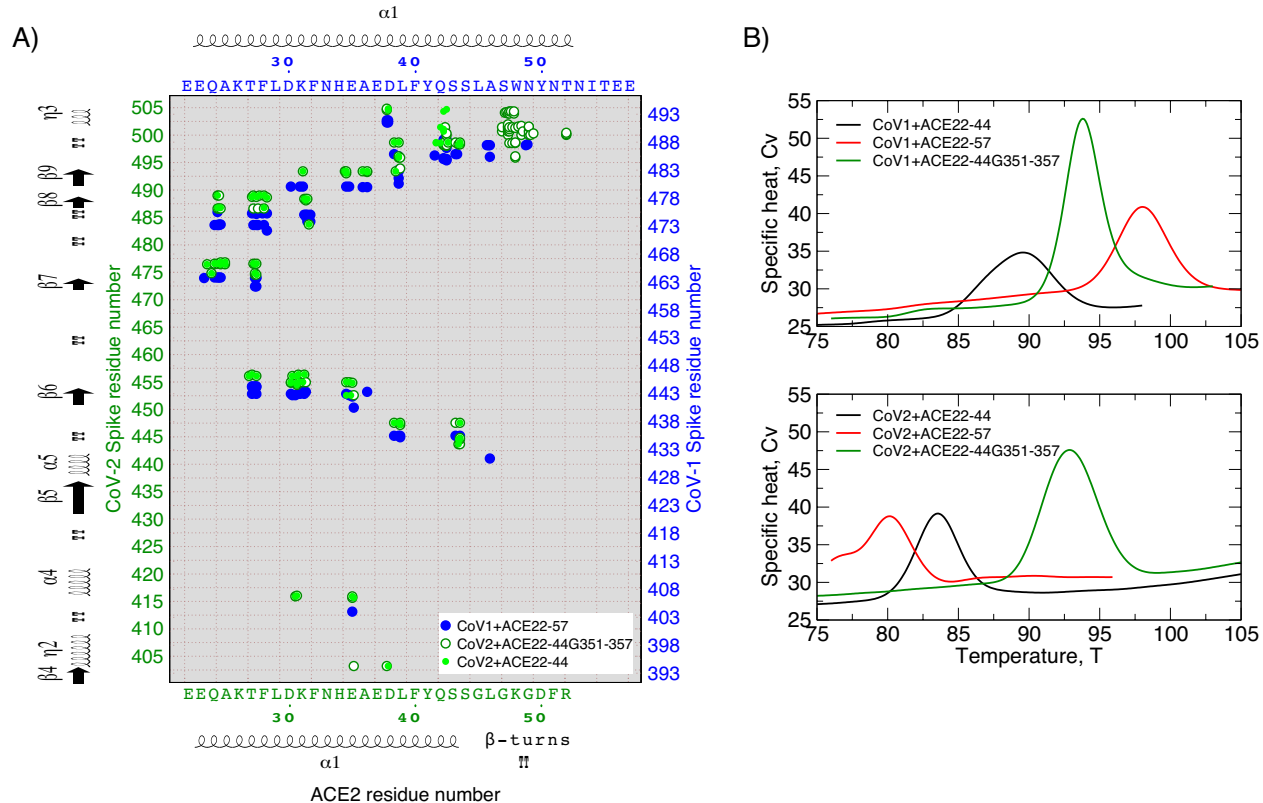 A)
α1
30 40 50
EEQAKTFLDKFNHEAEDLFYQSSLASWNYNTNITEE
η3
β9
β8
β7
β6
α5
β5
α4
η2
β4
CoV-2 Spike residue number
505
500
495
490
485
480
475
470
465
460
455
450
445
440
435
430
425
420
415
410
405
493
488
483
478
473
468
463
458
453
448
443
438
433
428
423
418
413
408
403
398
393
CoV-1 Spike residue number
CoV1+ACE22-57
CoV2+ACE22-44G351-357
CoV2+ACE22-44
EEQAKTFLDKFNHEAEDLFYQSSGLGKGDFR
30 40 50
α1
β-turns
TT
ACE2 residue number
B)
Specific heat, Cv
55
50
45
40
35
30
25
CoV1+ACE22-44
CoV1+ACE22-57
CoV1+ACE22-44G351-357
75 80 85 90 95 100 105
Specific heat, Cv
55
50
45
40
35
30
25
CoV2+ACE22-44
CoV2+ACE22-57
CoV2+ACE22-44G351-357
75 80 85 90 95 100 105
Temperature, T